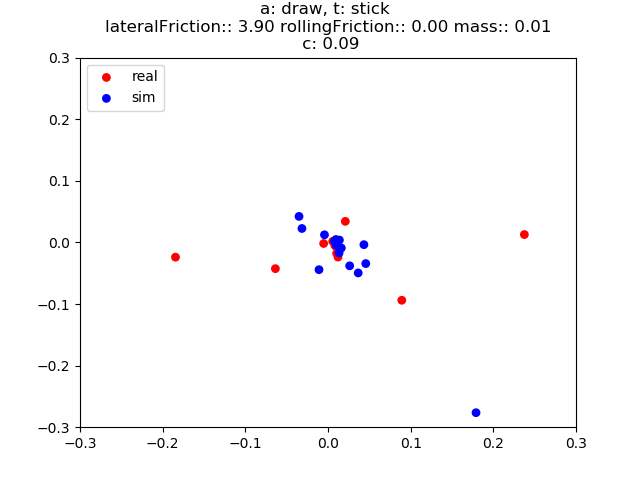 a: draw, t: stick
lateralFriction:: 3.90 rollingFriction:: 0.00 mass:: 0.01
c: 0.09
real
sim
0.3
0.2
0.1
0.0
−0.1
−0.2
−0.3
−0.3
−0.2
−0.1
0.0
0.1
0.2
0.3